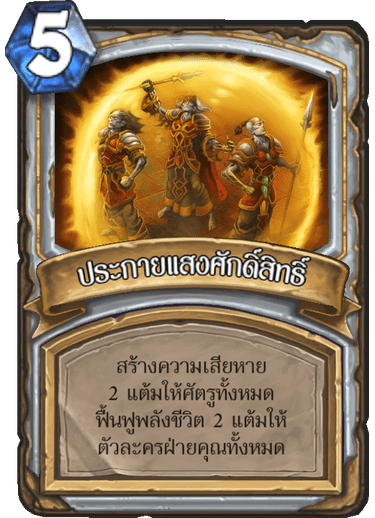 5
ประกายแสงศักดิ์สิทธิ์
สร้างความเสียหาย
2 แต้มให้ศัตรูทั้งหมด
ฟื้นฟูพลังชีวิต 2 แต้มให้
ตัวละครฝ่ายคุณทั้งหมด